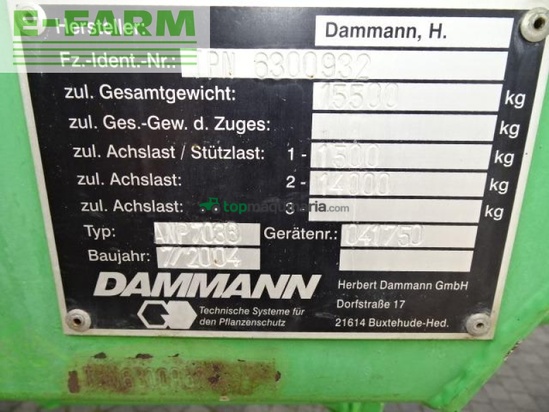 E-FARM
Hersteller: Dammann, H.
Fz.-Ident.-Nr.: TPN 6300932
zul. Gesamtgewicht: 15500 kg
zul. Ges.-Gew. d. Zuges: kg
zul. Achslast / Stützlast: 1 - 1500 kg
zul. Achslast: 2 - 14000 kg
zul. Achslast: 3 kg
topmaquinaria.com
Typ: ANP7036 Gerätenr.: 041750
Baujahr: 7/2004
DAMMANN
Herbert Dammann GmbH
Technische Systeme für
den Pflanzenschutz
Dorfstraße 17
21614 Buxtehude-Hed.